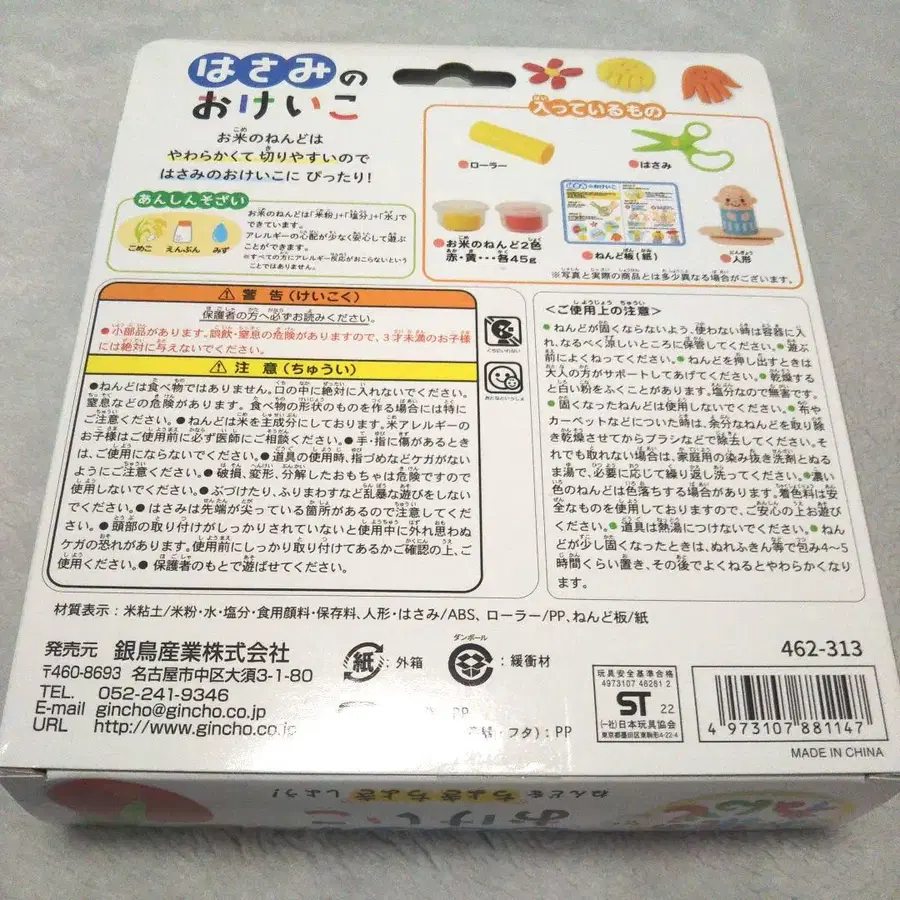 はさみの
おけいこ
お米のねんどは
やわらかくて切りやすいので
はさみのおけいこに ぴったり!
あんしんそざい
こめこ えんぶん みず
お米のねんどは「米粉」+「塩分」+「水」で
できています。
アレルギーの心配が少なく安心して遊ぶ
ことができます。
※すべての方にアレルギー反応がおこらないという
ことではありません。
入っているもの
●ローラー
●はさみ
●お米のねんど2色
赤・黄・・・各45g
●ねんど板(紙)
●人形
※写真と実際の商品とは多少異なる場合がございます。
警告(けいこく)
保護者の方へ必ずお読みください。
●小部品があります。誤飲・窒息の危険がありますので、3才未満のお子様
には絶対に与えないでください。
注意(ちゅうい)
●ねんどは食べ物ではありません。口の中に絶対に入れないでください。
窒息などの危険があります。食べ物の形状のものを作る場合には特に
ご注意ください。●ねんどは米を主成分にしております。米アレルギーの
お子様はご使用前に必ず医師にご相談ください。●手・指に傷があるとき
は、ご使用にならないでください。●道具の使用時、指づめなどケガがない
ようにご注意ください。●破損、変形、分解したおもちゃは危険ですので
使用しないでください。●ぶつけたり、ふりまわすなど乱暴な遊びをしない
でください。●はさみは先端が尖っている箇所があるので注意してくださ
い。●頭部の取り付けがしっかりされていないと使用中に外れ思わぬ
ケガの恐れがあります。使用前にしっかり取り付けてあるかご確認の上、ご
使用ください。●保護者のもとで遊ばせてください。
<ご使用上の注意>
●ねんどが固くならないよう、使わない時は容器に入
れ、なるべく涼しいところに保管してください。●遊ぶ
前によくねってください。●ねんどを押し出すときは
大人の方がサポートしてあげてください。●乾燥する
と白い粉をふくことがあります。塩分なので無害です。
●固くなったねんどは使用しないでください。●布や
カーペットなどについた時は、余分なねんどを取り除
き乾燥させてからブラシなどで除去してください。そ
れでも取れない場合は、家庭用の染み抜き洗剤とぬる
ま湯で、必要に応じて繰り返し洗ってください。●濃い
色のねんどは色落ちする場合があります。着色料は安
全なものを使用しておりますので、ご安心の上お遊び
ください。●道具は熱湯につけないでください。●ねん
どが少し固くなったときは、ぬれふきん等で包み4~5
時間くらい置き、その後でよくねるとやわらかくなり
ます。
材質表示:米粘土/米粉・水・塩分・食用顔料・保存料、人形・はさみ/ABS、ローラー/PP、ねんど板/紙
発売元 銀鳥産業株式会社
〒460-8693 名古屋市中区大須3-1-80
TEL. 052-241-9346
E-mail gincho@gincho.co.jp
URL http://www.gincho.co.jp
紙:外箱
ダンボール
:緩衝材
PP
フタ):PP
玩具安全基準合格
4973107 46261 2
ST 22
(一社)日本玩具協会
東京都墨田区東駒形4-22-4
462-313
4 973107 881147
MADE IN CHINA
ねんどをちょきちょきしよう!
おけいこ